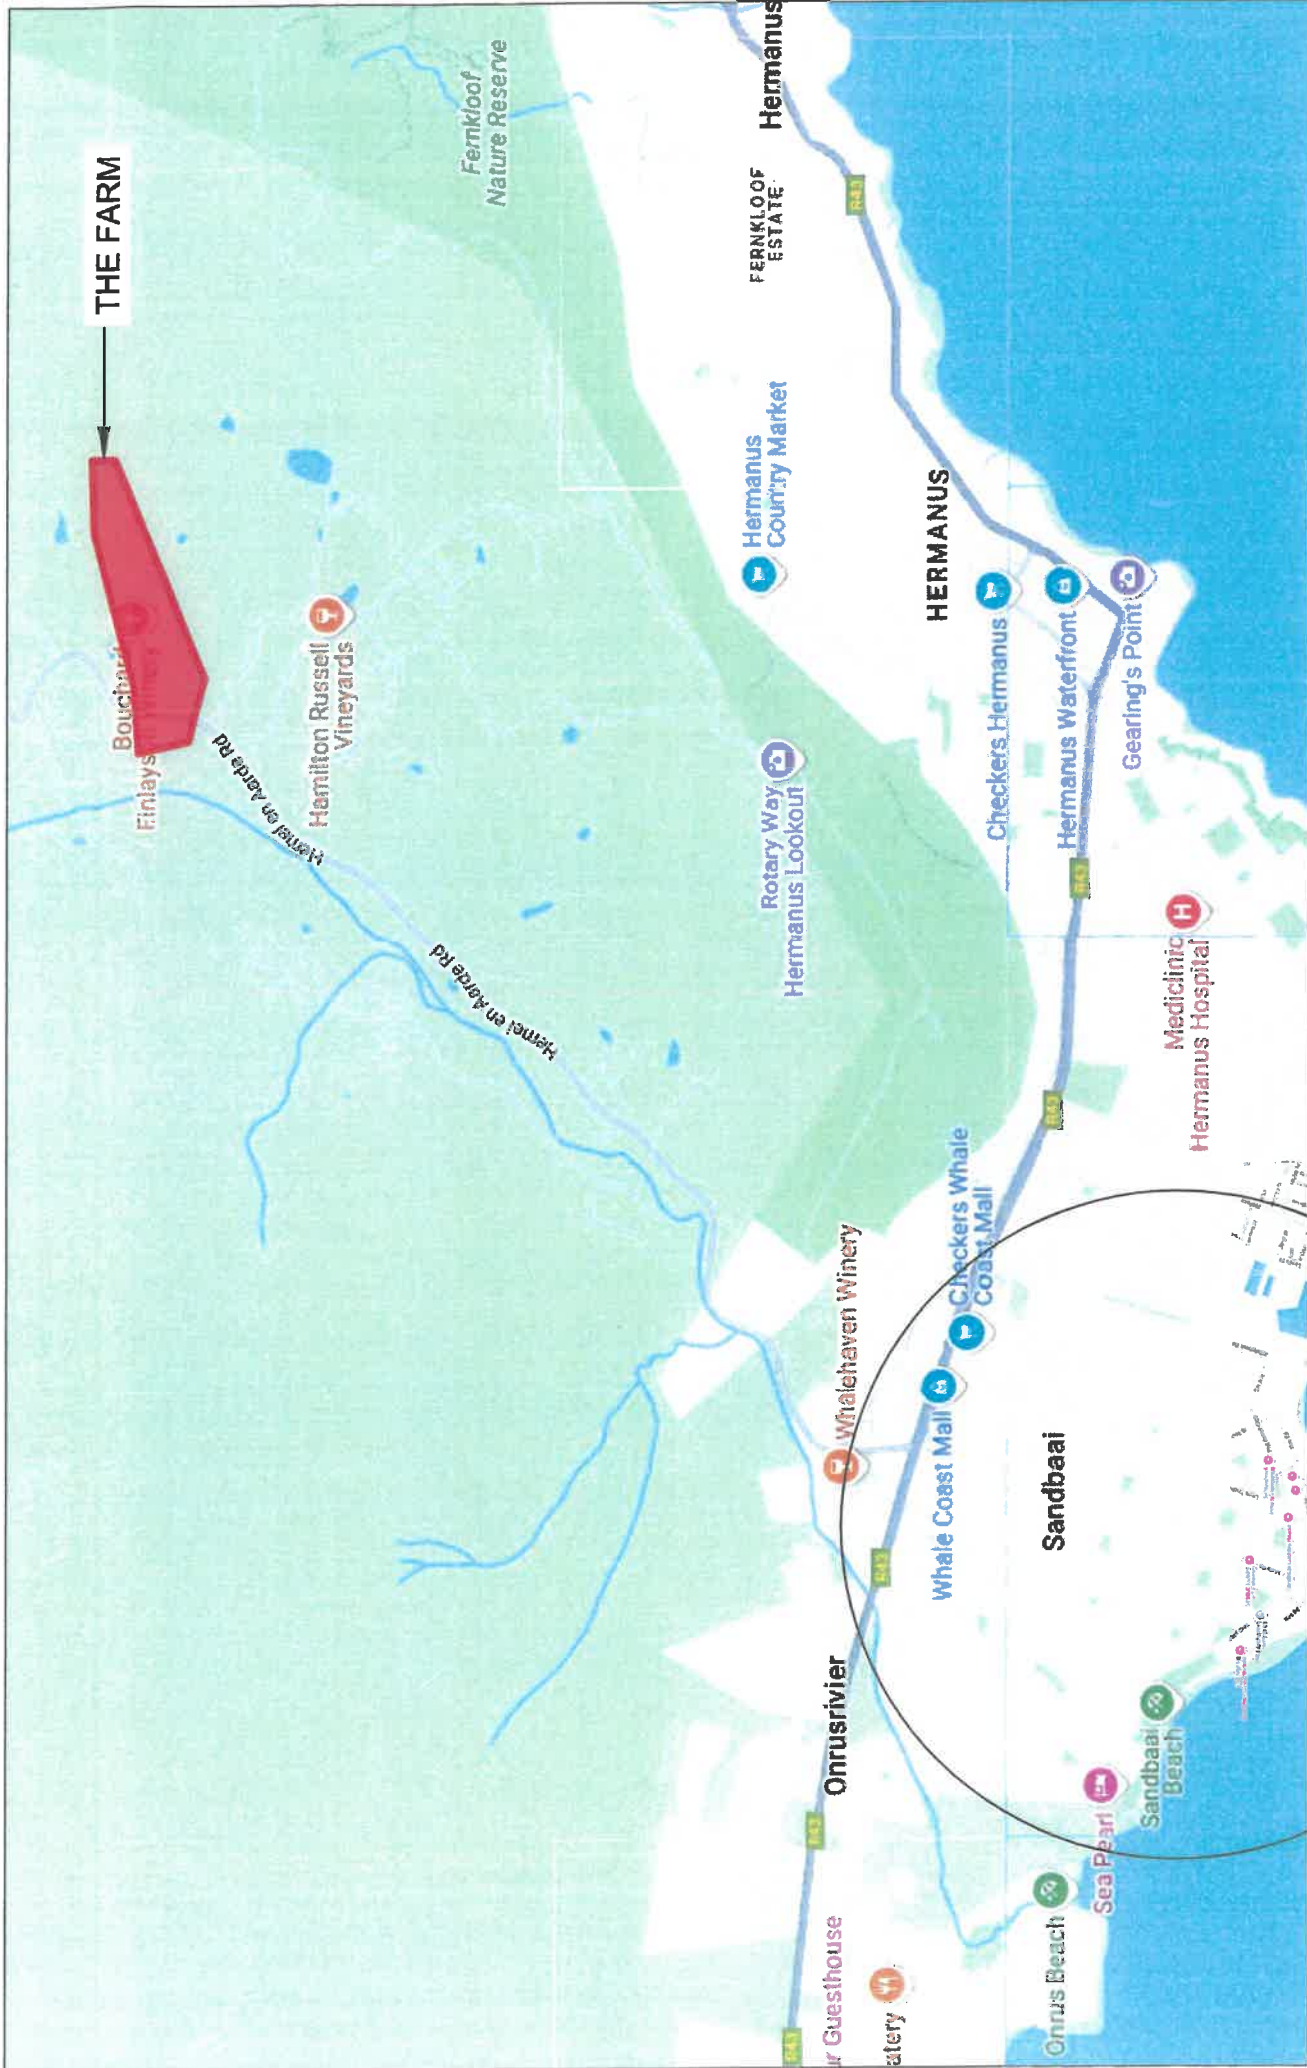 THE FARM
Fernkloof
Nature Reserve
Hermanus
FERNKLOOF
ESTATE
R43
Bouchard
Finlays
Hamilton Russell
Vineyards
Hemel en Aarde Rd
Hemel en Aarde Rd
Hermanus
Country Market
HERMANUS
Checkers Hermanus
Hermanus Waterfront
Gearing's Point
Rotary Way
Hermanus Lookout
R43
Mediclinic
Hermanus Hospital
H
R43
Checkers Whale
Coast Mall
Whalehaven Winery
Whale Coast Mall
R43
Sandbaai
Onrusrivier
R43
Sandbaai
Beach
Sea Pearl
Onrus Beach
R43
ur Guesthouse
atery